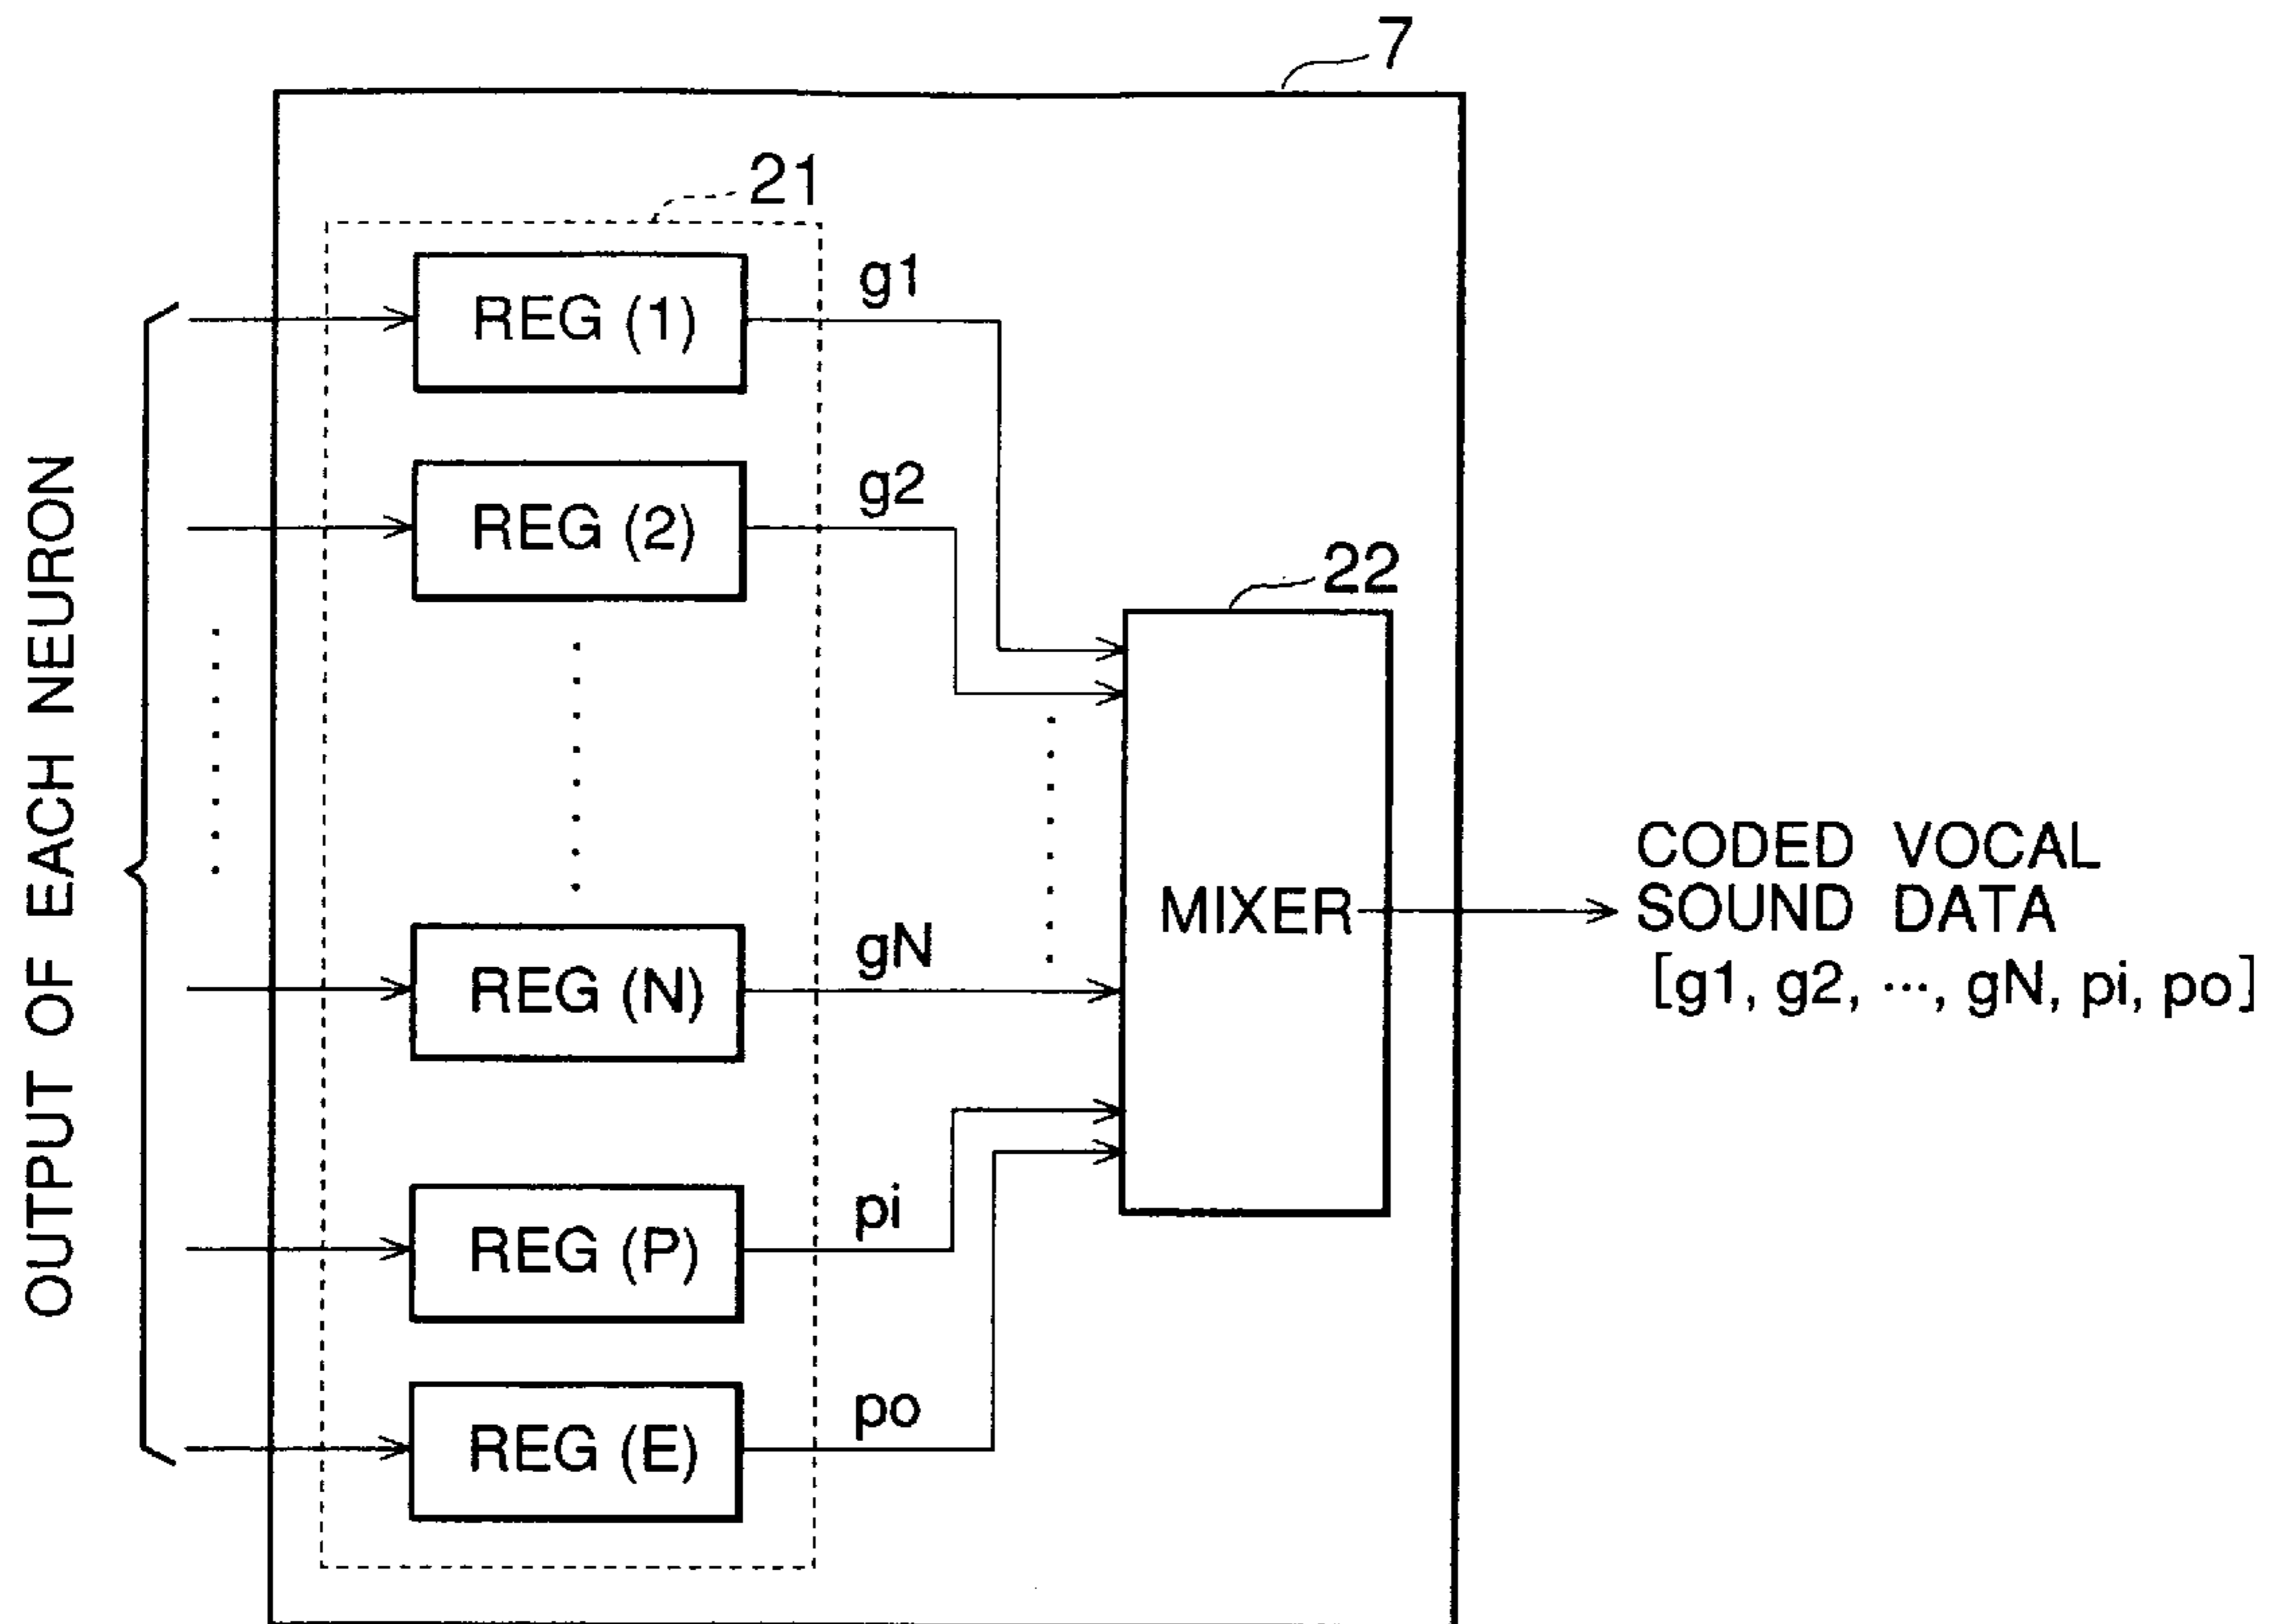 7
21
REG (1)
g1
REG (2)
g2
22
OUTPUT OF EACH NEURON
MIXER
CODED VOCAL
SOUND DATA
[g1, g2, ···, gN, pi, po]
REG (N)
gN
REG (P)
pi
REG (E)
po